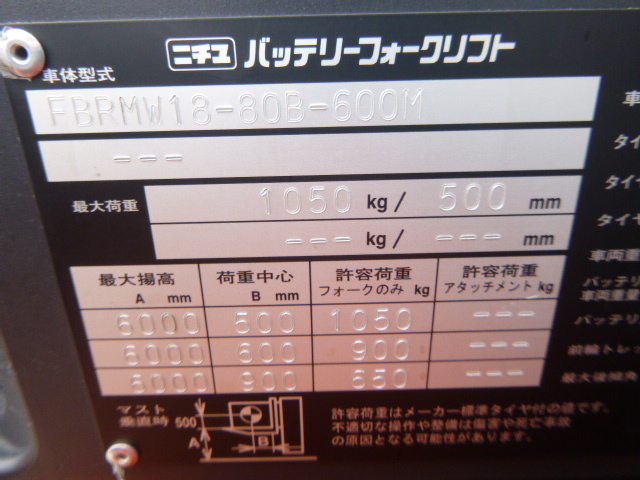 ニチユ バッテリーフォークリフト
車体型式
FBRMW18-80B-600M
---
最大荷重 1050 kg/ 500 mm
--- kg/ --- mm
最大揚高 荷重中心 許容荷重 許容荷重
A mm B mm フォークのみ kg アタッチメント kg
6000 500 1050 ---
6000 600 900 ---
6000 900 650 ---
マスト
垂直時 500
A B
許容荷重はメーカー標準タイヤ付の値です。
不適切な操作や整備は傷害や死亡事故
の原因となる可能性があります。
車
タイ
タイヤ
タイヤ
車両重
バッテリ
車両重量
バッテリ
前輪トレッ
最大後傾角